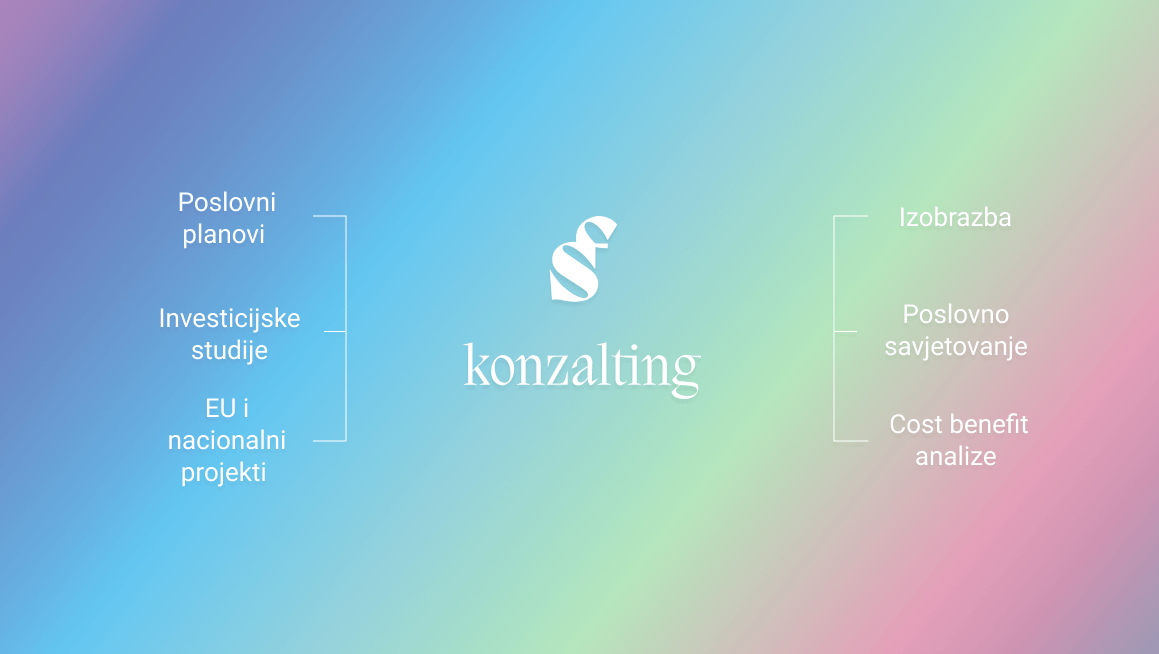 Poslovni
planovi
Investicijske
studije
EU i
nacionalni
projekti
konzalting
Izobrazba
Poslovno
savjetovanje
Cost benefit
analize